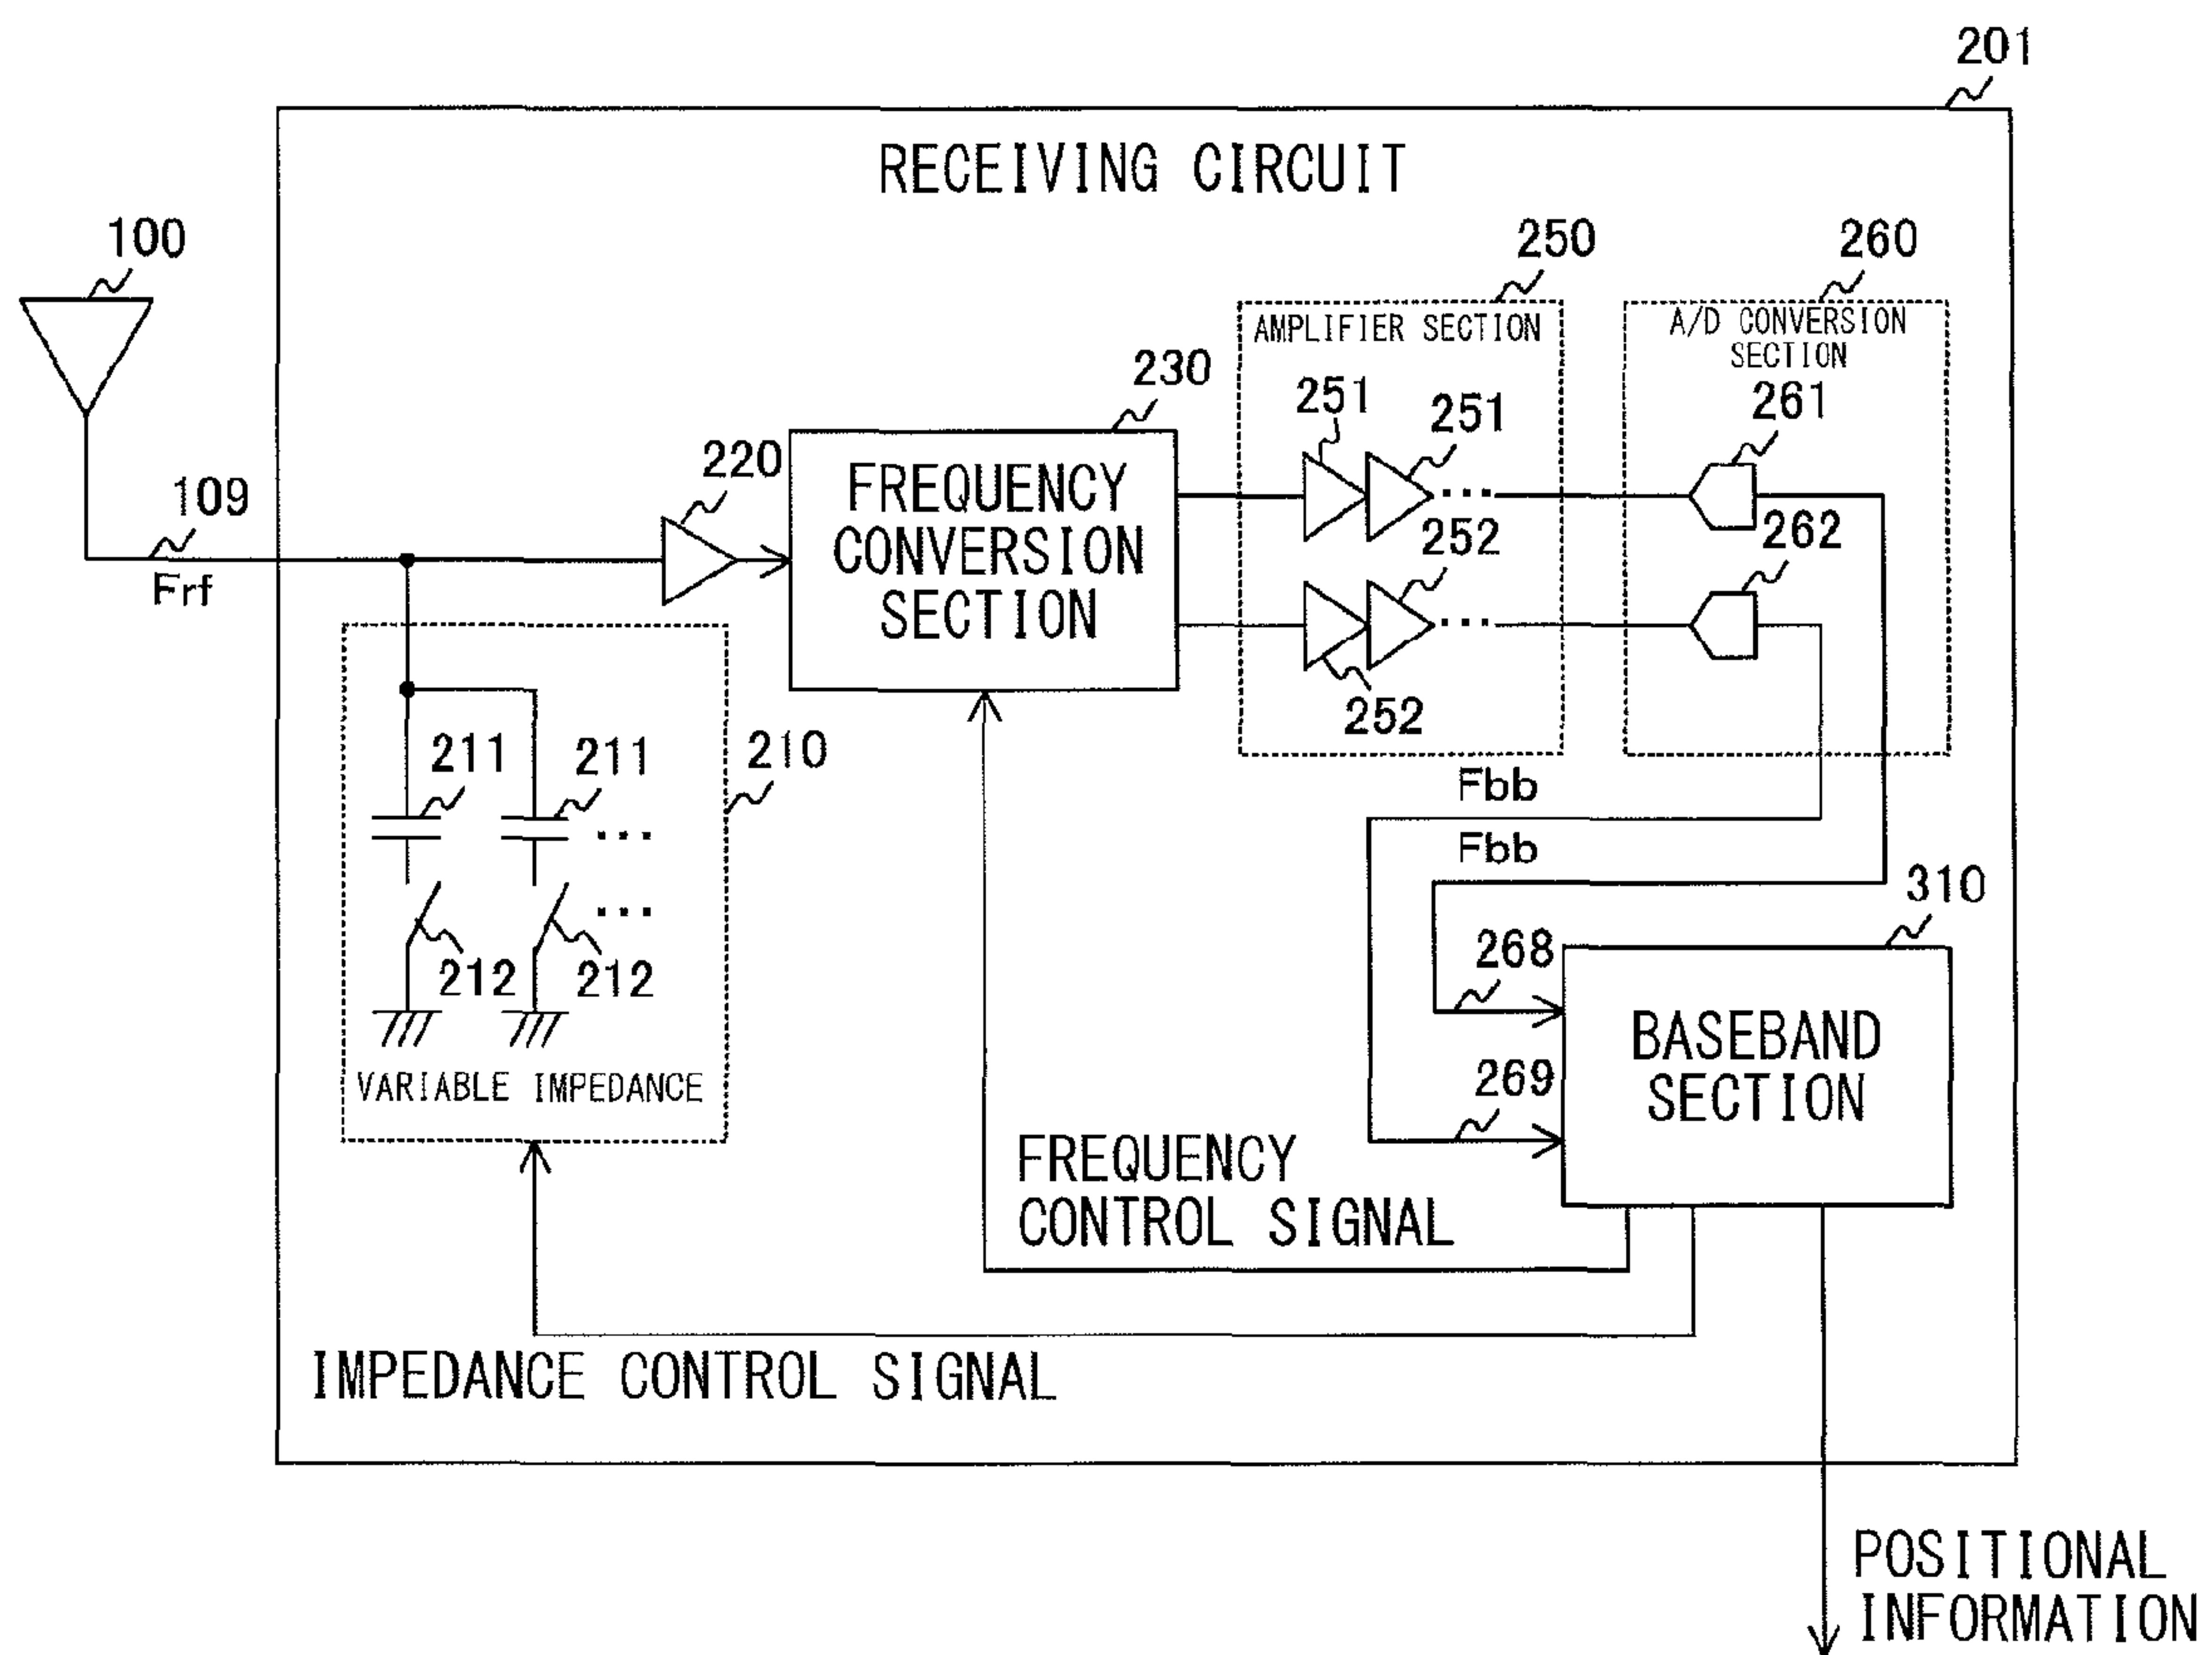 201
RECEIVING CIRCUIT
100
250
260
AMPLIFIER SECTION
A/D CONVERSION
SECTION
230
251
251
261
220
109
FREQUENCY
CONVERSION
SECTION
252
262
Frf
252
210
211
211
Fbb
Fbb
...
...
...
...
310
212
212
268
VARIABLE IMPEDANCE
269
BASEBAND
SECTION
FREQUENCY
CONTROL SIGNAL
IMPEDANCE CONTROL SIGNAL
POSITIONAL
INFORMATION